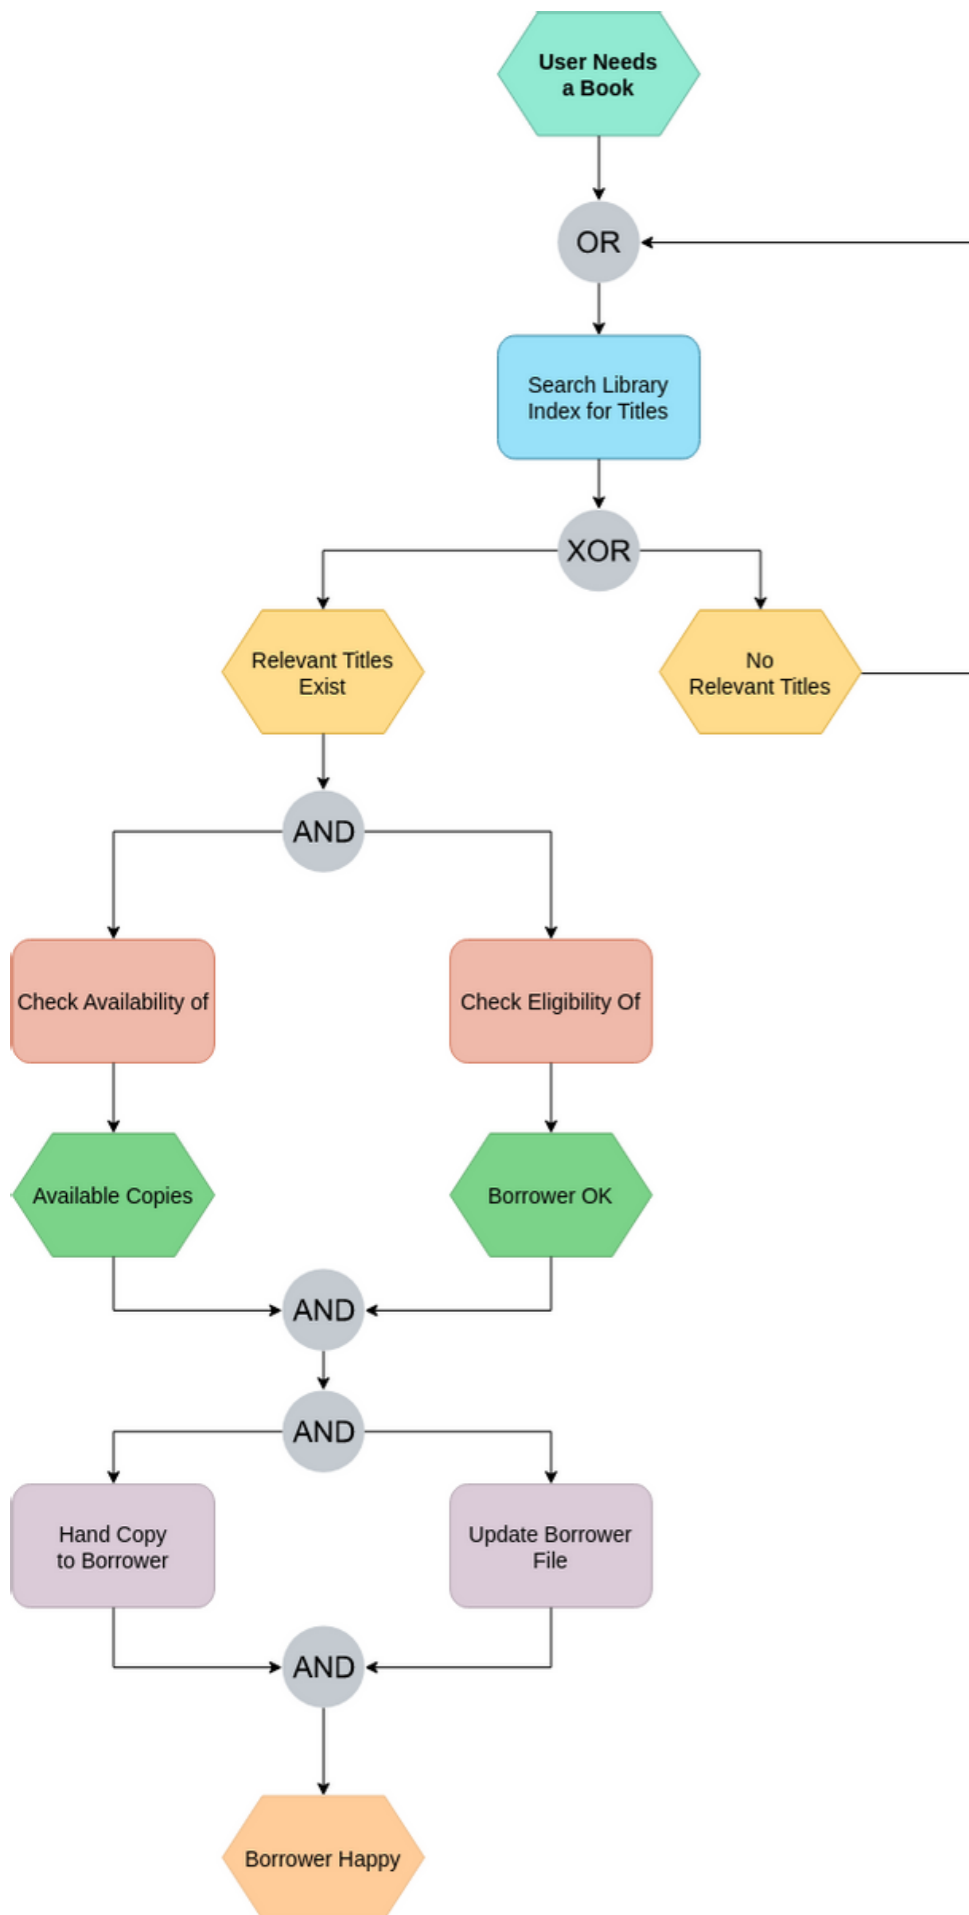 User Needs
a Book
OR
Search Library
Index for Titles
XOR
Relevant Titles
Exist
No
Relevant Titles
AND
Check Availability of
Check Eligibility Of
Available Copies
Borrower OK
AND
AND
Hand Copy
to Borrower
Update Borrower
File
AND
Borrower Happy